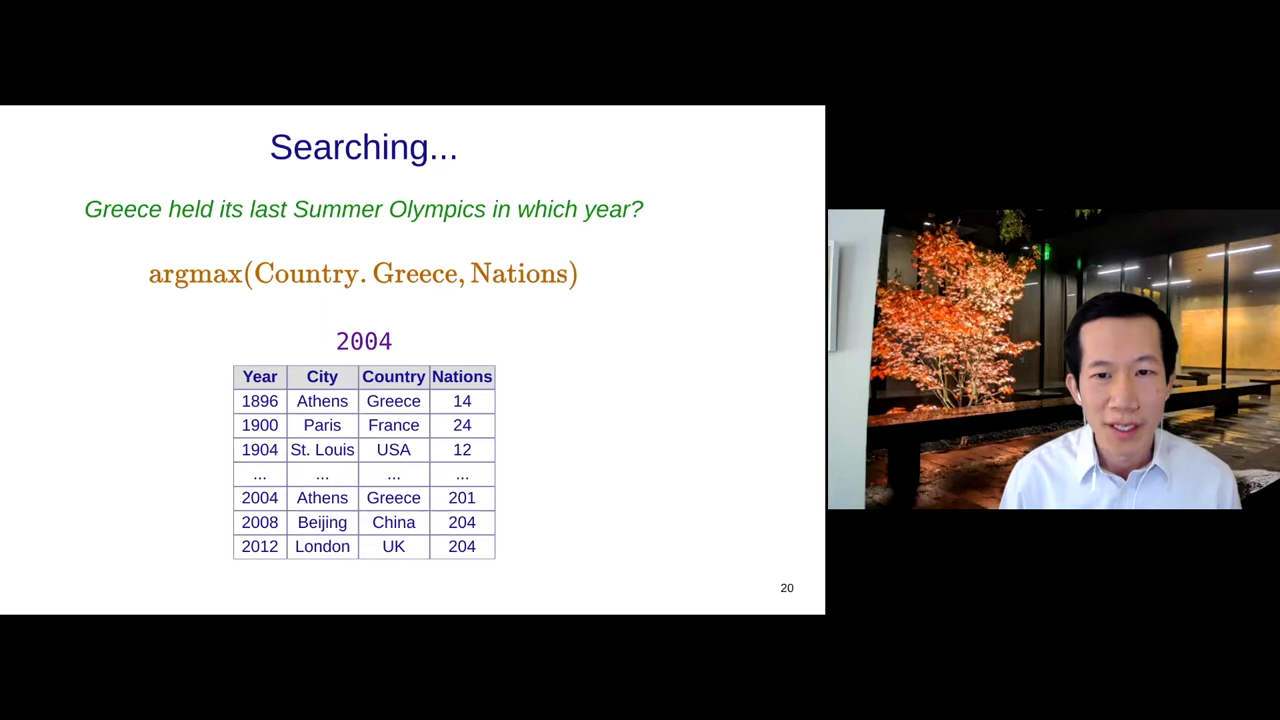 Searching...
Greece held its last Summer Olympics in which year?
argmax(Country. Greece, Nations)
2004
Year City Country Nations
1896 Athens Greece 14
1900 Paris France 24
1904 St. Louis USA 12
... ... ... ...
2004 Athens Greece 201
2008 Beijing China 204
2012 London UK 204
20